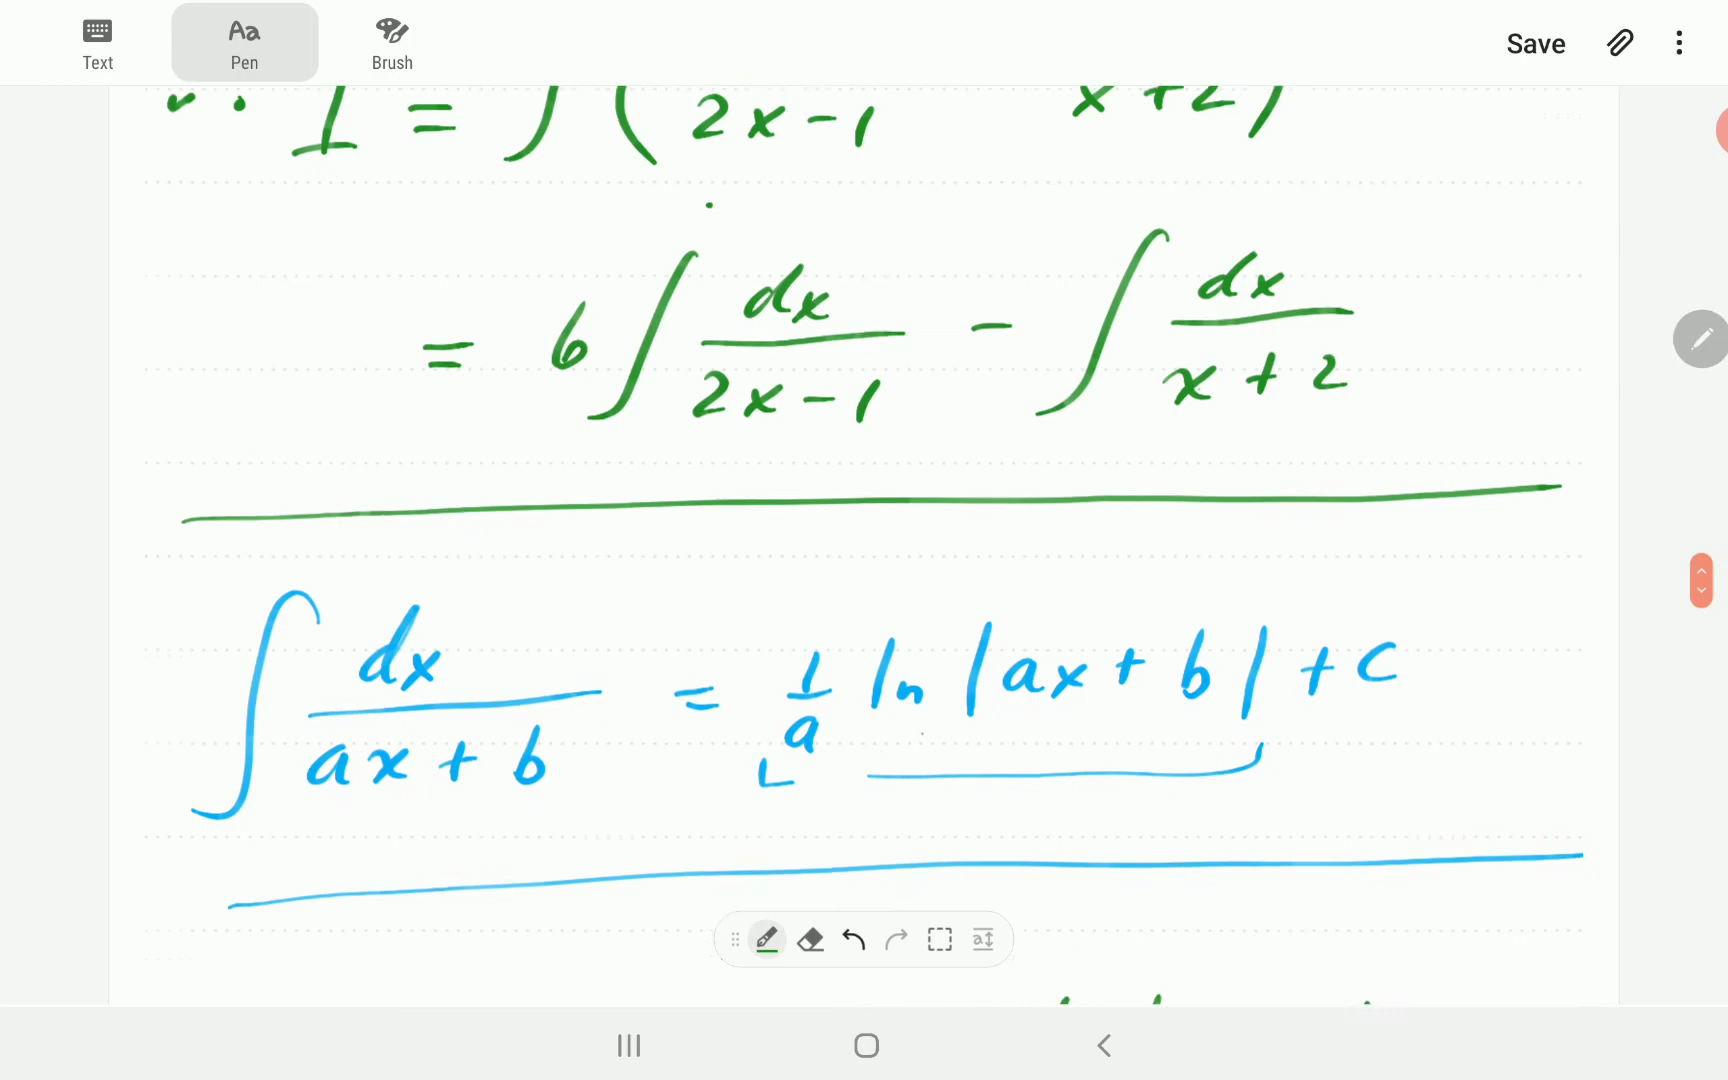 Text Pen Brush Save
I = ∫ ( 2x-1 x+2 )
= 6 ∫ dx/(2x-1) - ∫ dx/(x+2)
∫ dx/(ax+b) = 1/a ln |ax+b| + c